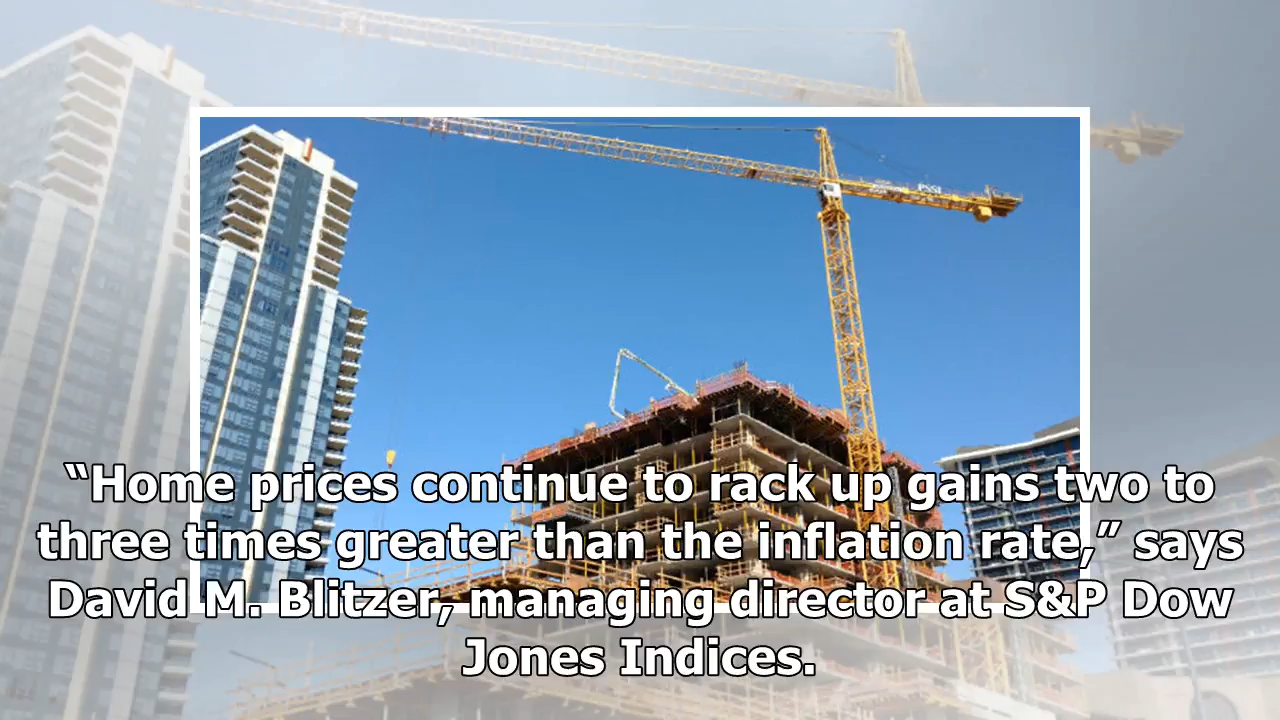 “Home prices continue to rack up gains two to
three times greater than the inflation rate,” says
David M. Blitzer, managing director at S&P Dow
Jones Indices.